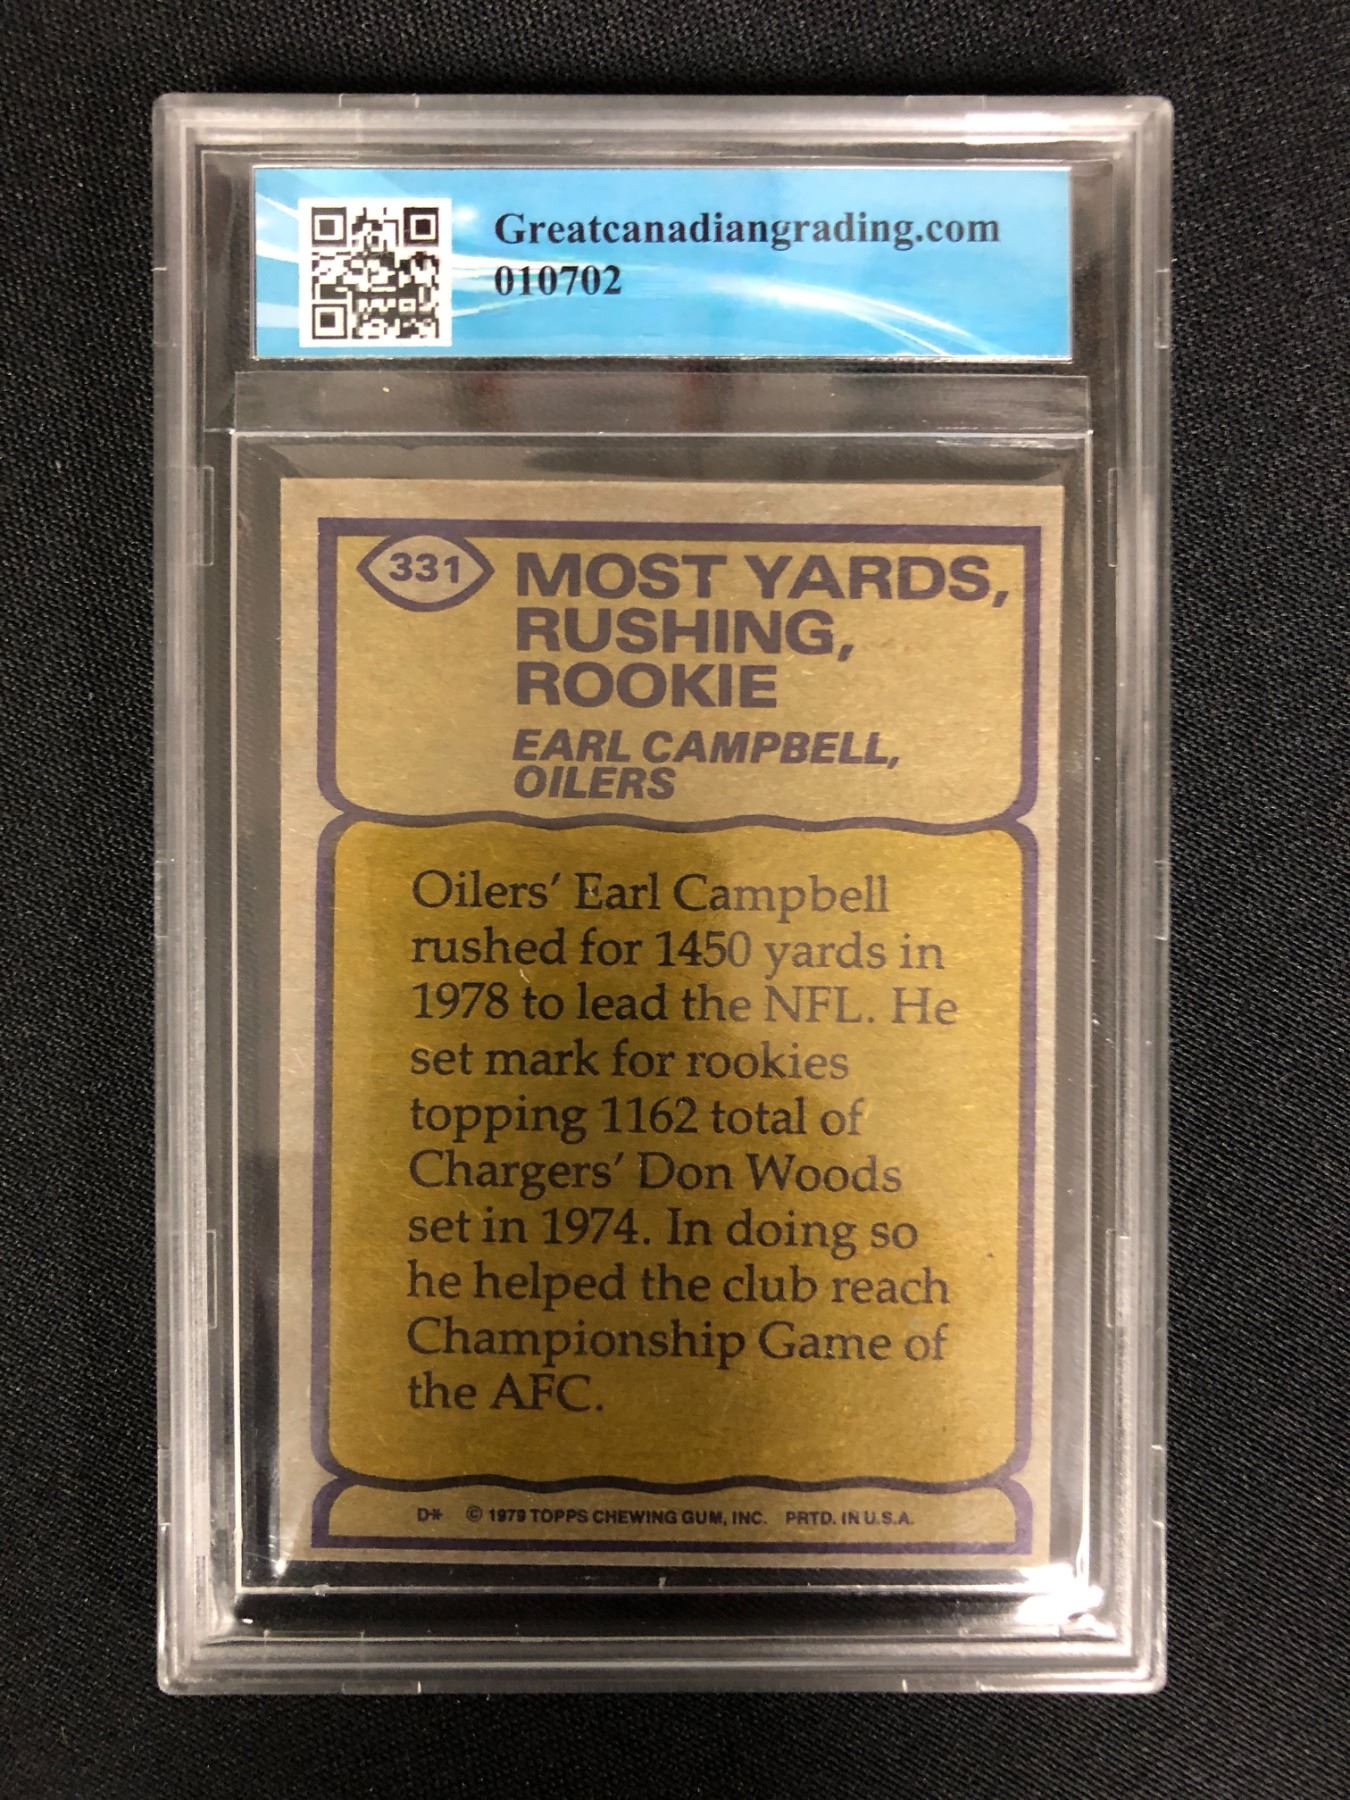 Greatcanadiangrading.com
010702
331
MOST YARDS,
RUSHING,
ROOKIE
EARL CAMPBELL,
OILERS
Oilers' Earl Campbell
rushed for 1450 yards in
1978 to lead the NFL. He
set mark for rookies
topping 1162 total of
Chargers' Don Woods
set in 1974. In doing so
he helped the club reach
Championship Game of
the AFC.
D* © 1979 TOPPS CHEWING GUM, INC. PRTD. IN U.S.A.